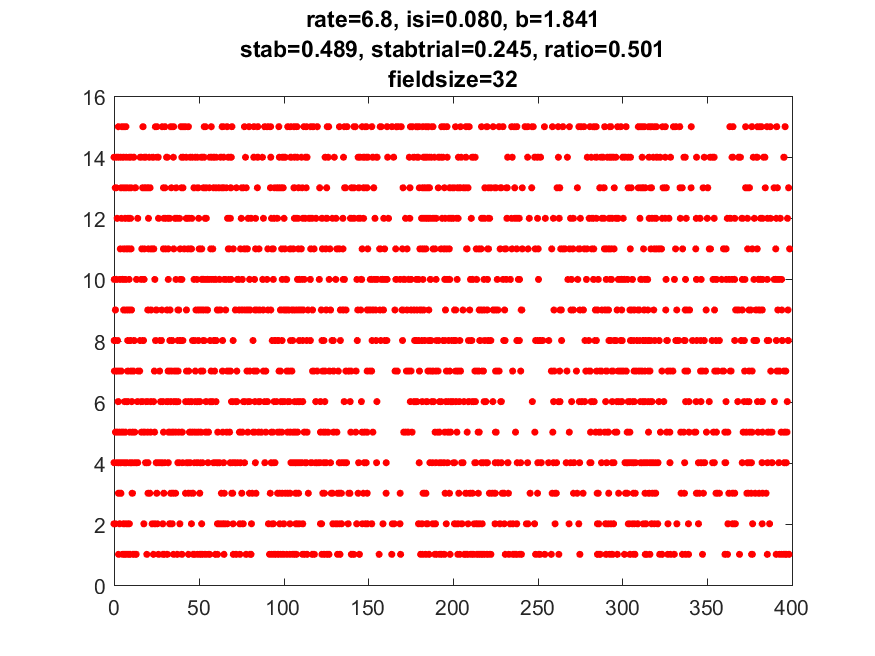 rate=6.8, isi=0.080, b=1.841
stab=0.489, stabtrial=0.245, ratio=0.501
fieldsize=32
16
14
12
10
8
6
4
2
0
0 50 100 150 200 250 300 350 400